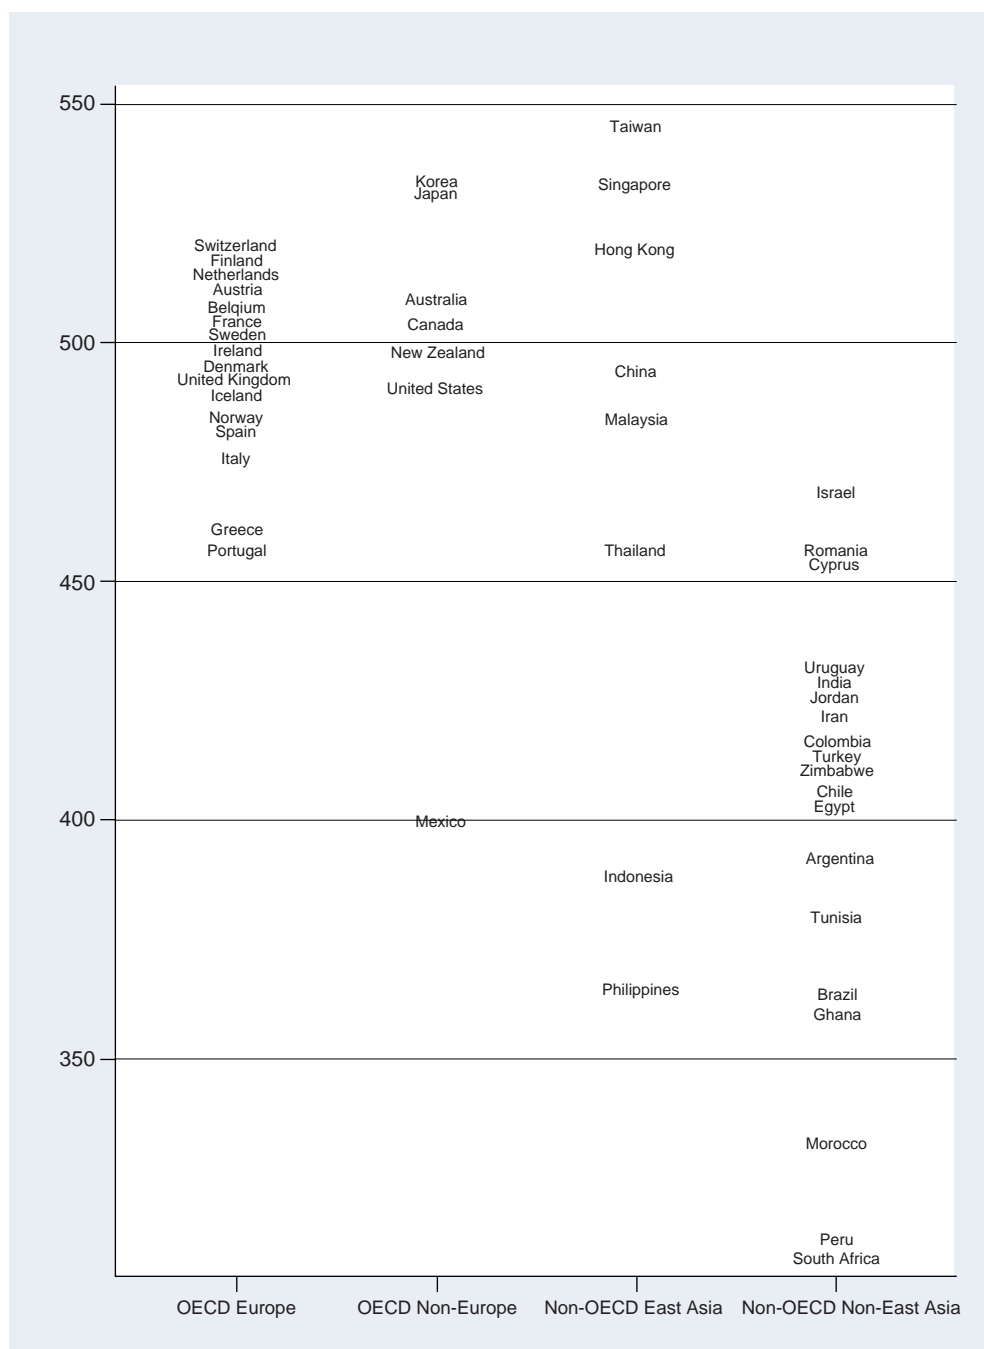 550
Taiwan
Korea
Singapore
Japan
Switzerland
Hong Kong
Finland
Netherlands
Austria
Australia
Belqium
France
Canada
Sweden
500
Ireland
New Zealand
Denmark
China
United Kingdom
United States
Iceland
Norway
Malaysia
Spain
Italy
Israel
Greece
Portugal
Thailand
Romania
Cyprus
450
Uruguay
India
Jordan
Iran
Colombia
Turkey
Zimbabwe
Chile
Egypt
400
Mexico
Argentina
Indonesia
Tunisia
Philippines
Brazil
Ghana
350
Morocco
Peru
South Africa
OECD Europe
OECD Non-Europe
Non-OECD East Asia
Non-OECD Non-East Asia